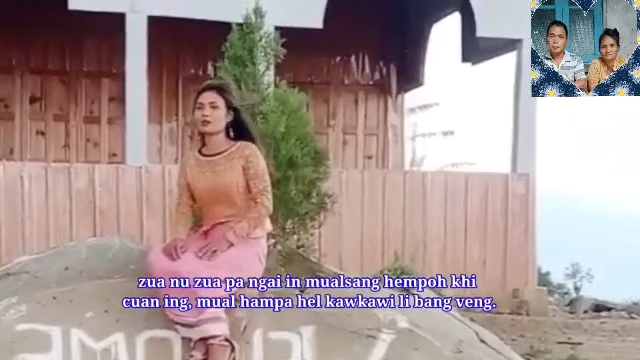 zua nu zua pa ngai in mualsang hempoh khi
cuan ing, mual hampa hel kawkawi li bang veng.